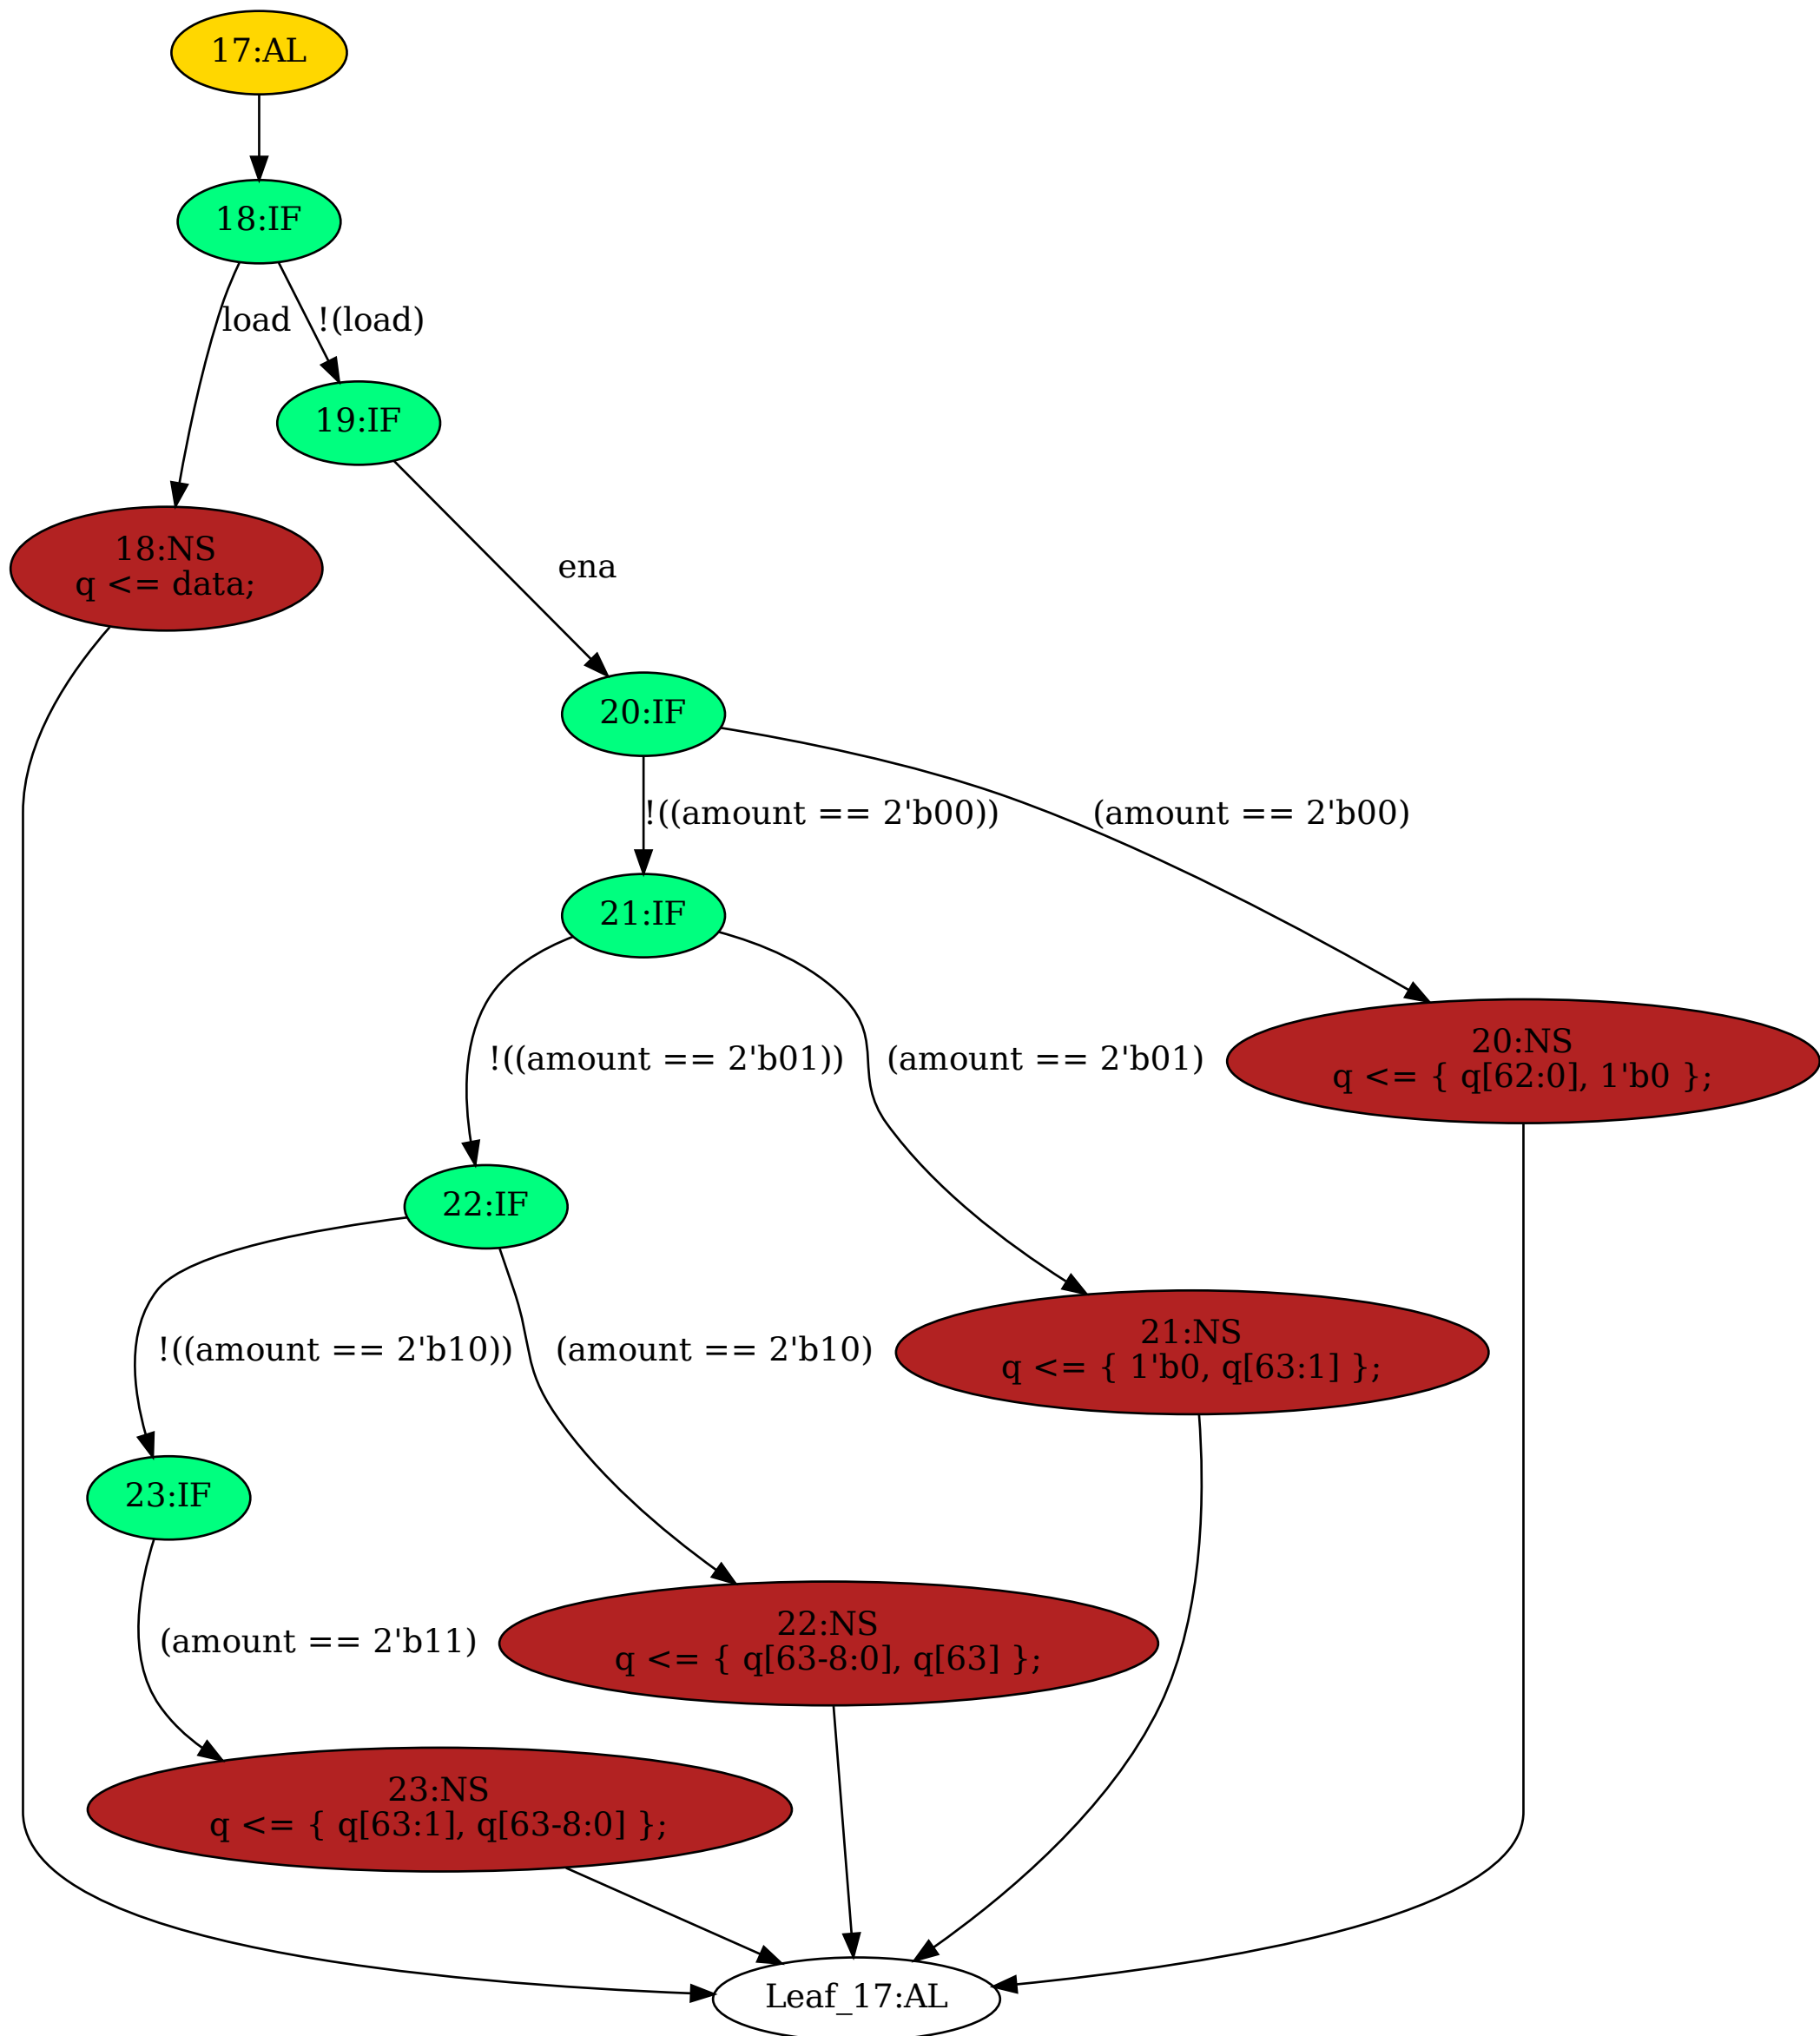 17:AL
18:IF
load
!(load)
19:IF
18:NS
q <= data;
ena
20:IF
!((amount == 2'b00))
(amount == 2'b00)
21:IF
!((amount == 2'b01))
(amount == 2'b01)
20:NS
q <= { q[62:0], 1'b0 };
22:IF
!((amount == 2'b10))
(amount == 2'b10)
21:NS
q <= { 1'b0, q[63:1] };
23:IF
(amount == 2'b11)
22:NS
q <= { q[63-8:0], q[63] };
23:NS
q <= { q[63:1], q[63-8:0] };
Leaf_17:AL